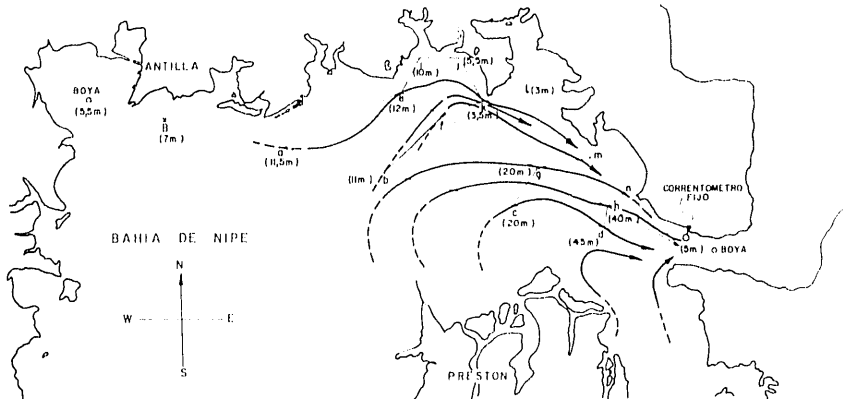 ANTILLA
BOYA
(5,5m)
B
(7m)
a
(11,5m)
(10m)
(12m)
(5,5m)
(3m)
(3,5m)
m
(11m) b
(20m) g
n
CORRENTOMETRO
FIJO
h
(40m)
c
(20m)
d
(45m)
(5m) BOYA
BAHIA DE NIPE
N
W E
S
PRESTON